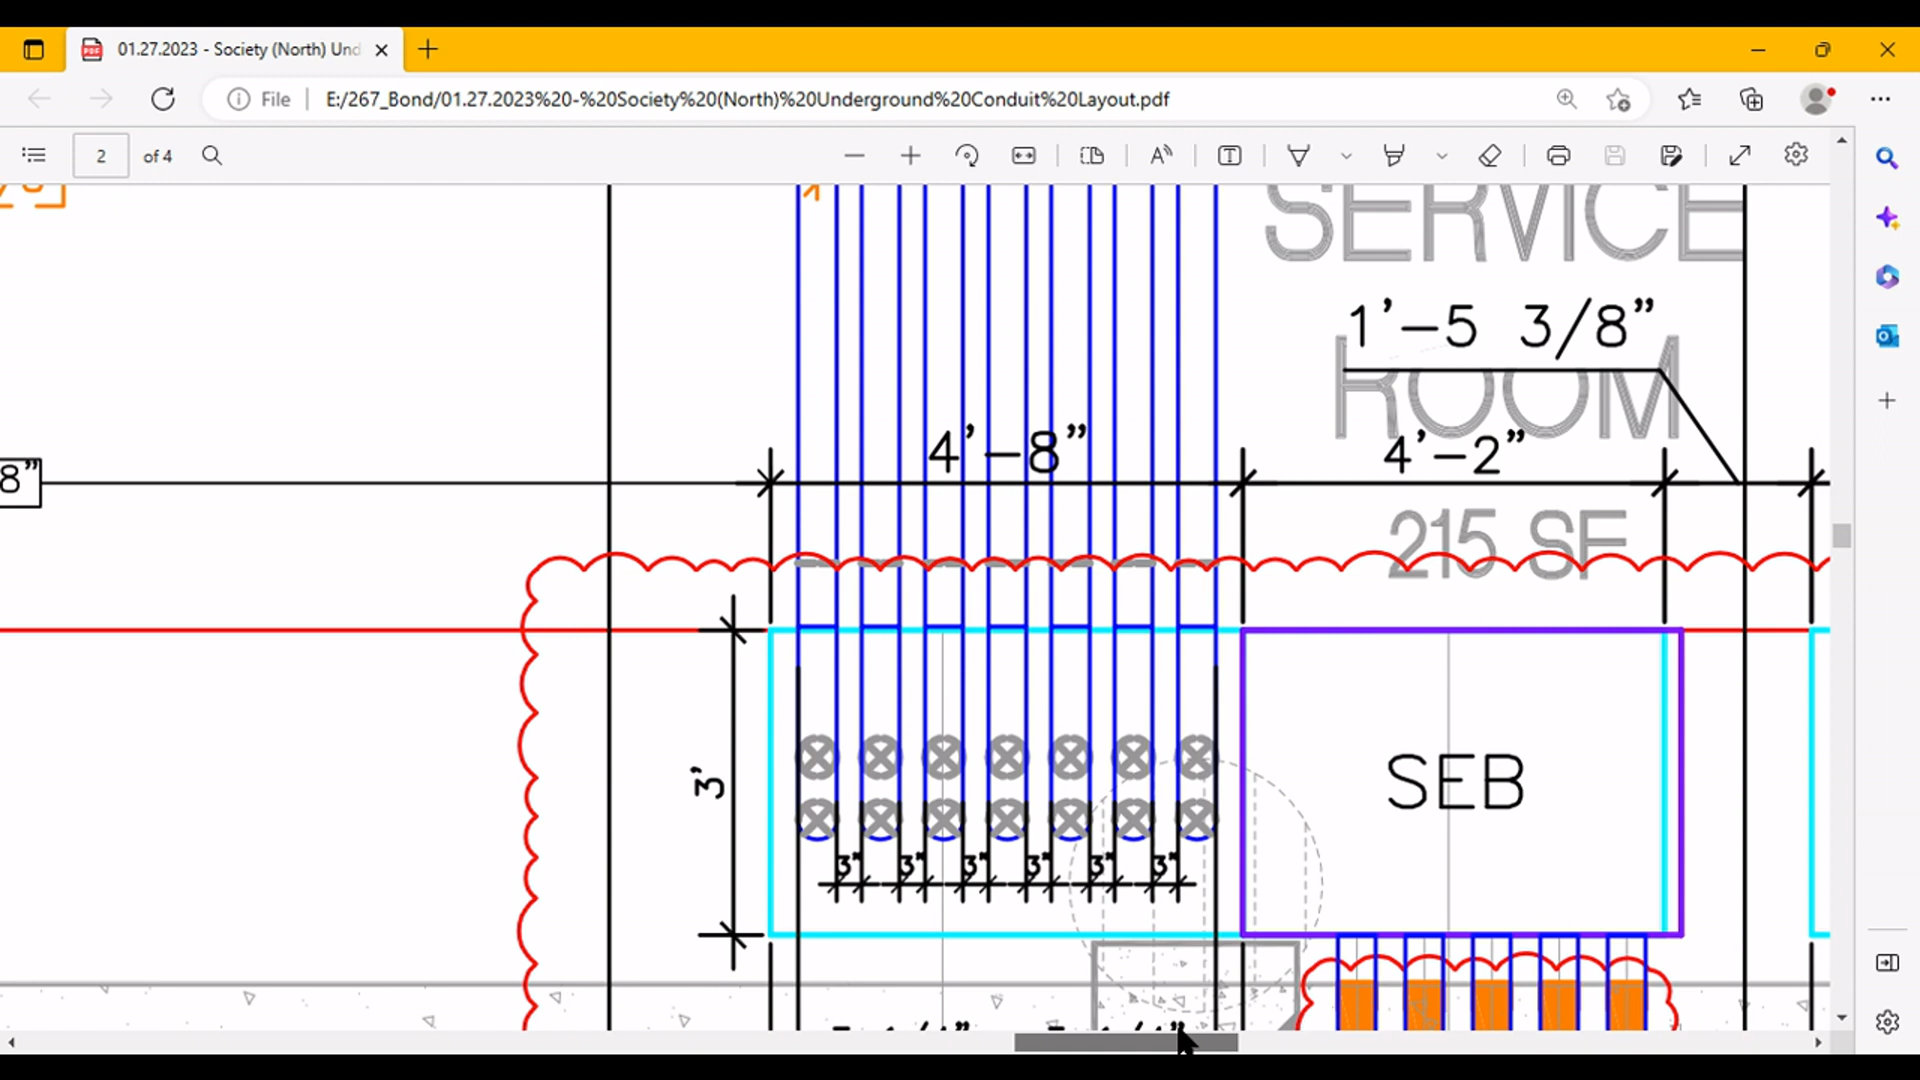 01.27.2023 - Society (North) Und
File
E:/267_Bond/01.27.2023%20-%20Society%20(North)%20Underground%20Conduit%20Layout.pdf
2
of 4
SERVICE
1'-5 3/8"
ROOM
4'-8"
4'-2"
8"
215 SF
3'
SEB
3" 3" 3" 3" 3" 3"